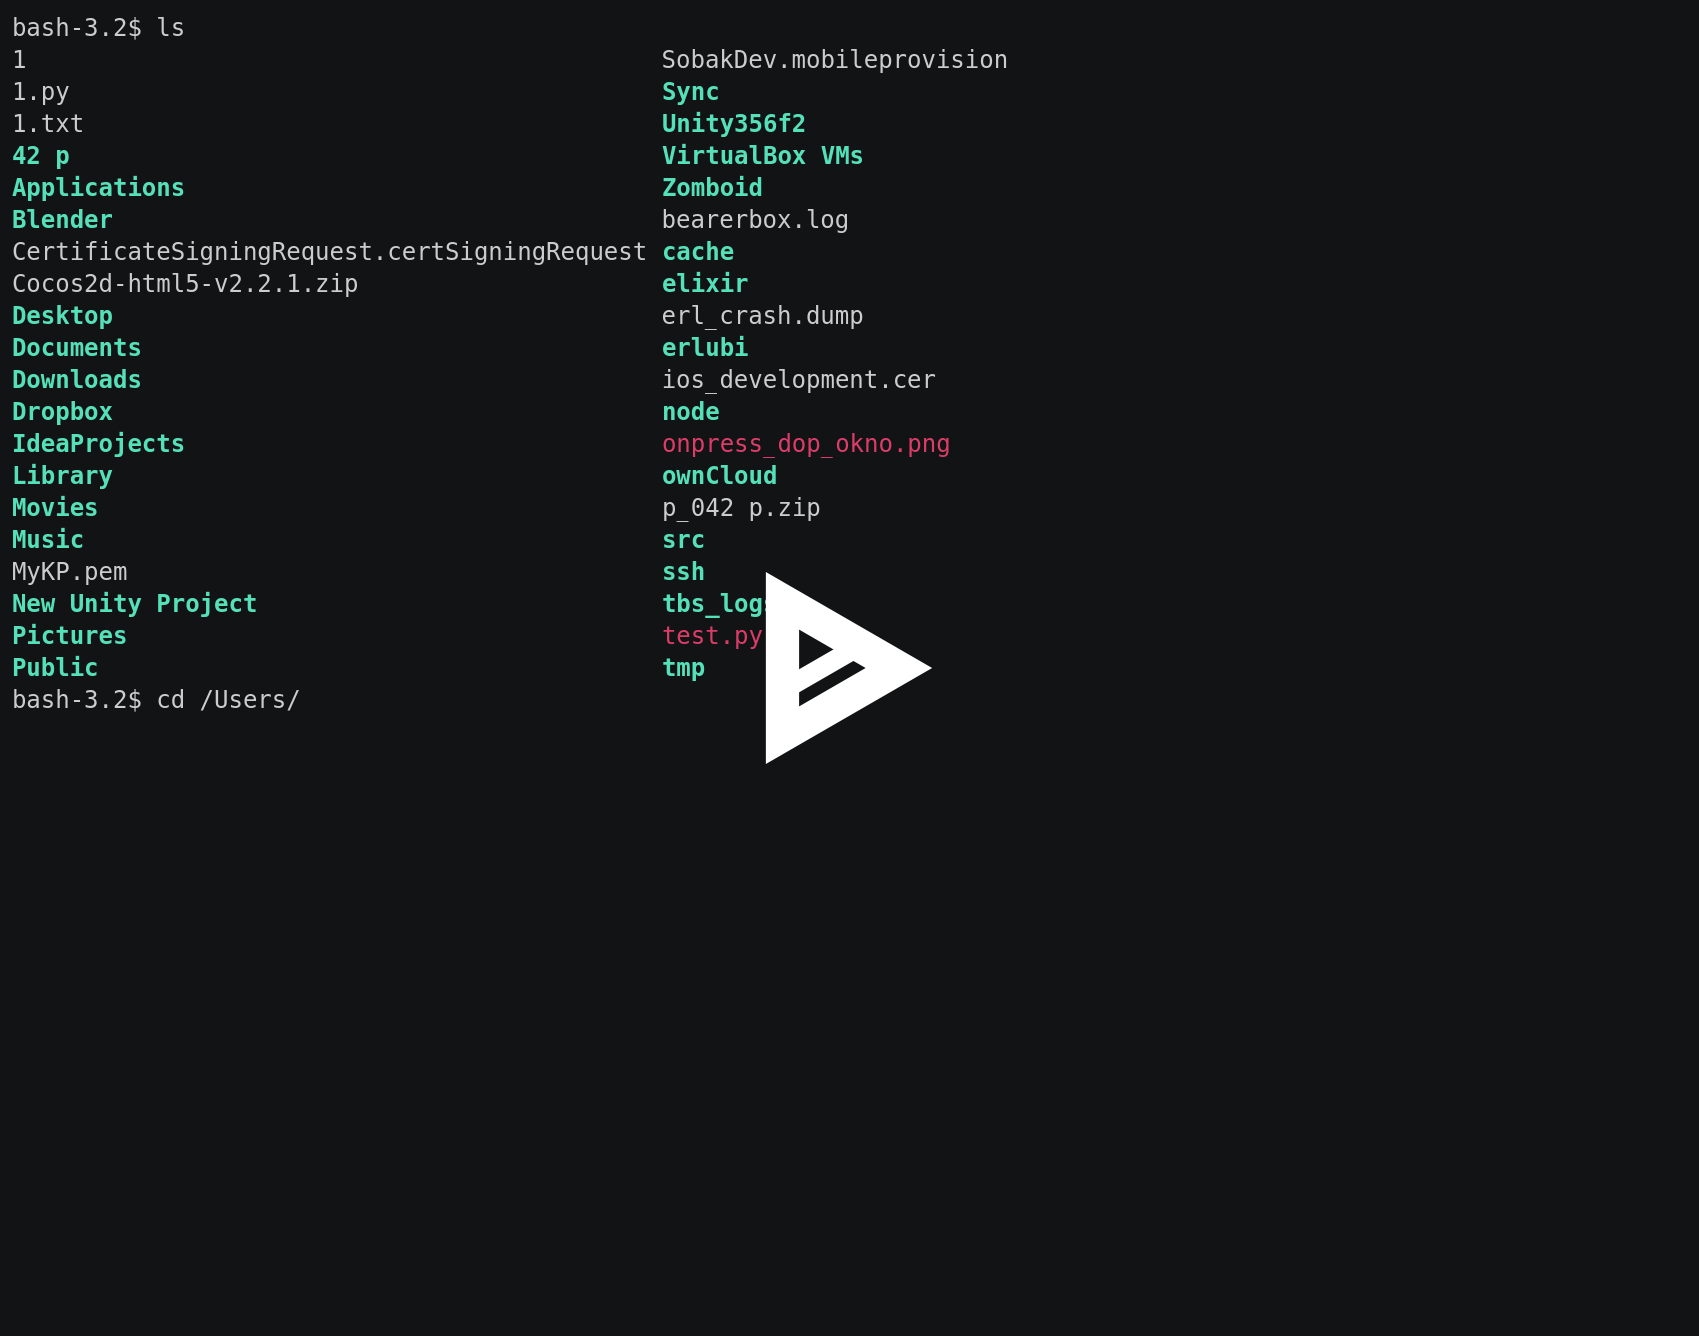 bash-3.2$ ls
1 SobakDev.mobileprovision
1.py Sync
1.txt Unity356f2
42 p VirtualBox VMs
Applications Zomboid
Blender bearerbox.log
CertificateSigningRequest.certSigningRequest cache
Cocos2d-html5-v2.2.1.zip elixir
Desktop erl_crash.dump
Documents erlubi
Downloads ios_development.cer
Dropbox node
IdeaProjects onpress_dop_okno.png
Library ownCloud
Movies p_042 p.zip
Music src
MyKP.pem ssh
New Unity Project tbs_logs
Pictures test.py
Public tmp
bash-3.2$ cd /Users/